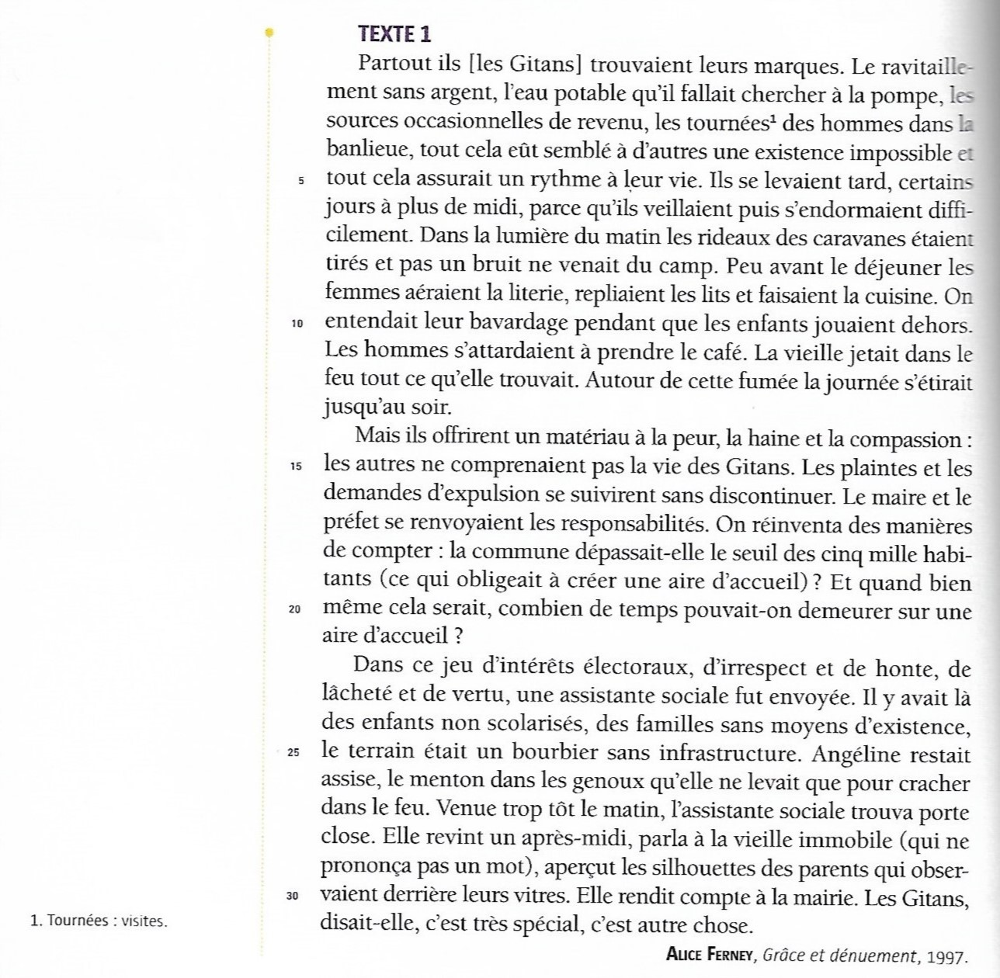 TEXTE 1
Partout ils [les Gitans] trouvaient leurs marques. Le ravitaille-
ment sans argent, l'eau potable qu'il fallait chercher à la pompe, les
sources occasionnelles de revenu, les tournées¹ des hommes dans la
banlieue, tout cela eût semblé à d'autres une existence impossible et
5 tout cela assurait un rythme à leur vie. Ils se levaient tard, certains
jours à plus de midi, parce qu'ils veillaient puis s'endormaient diffi-
cilement. Dans la lumière du matin les rideaux des caravanes étaient
tirés et pas un bruit ne venait du camp. Peu avant le déjeuner les
femmes aéraient la literie, repliaient les lits et faisaient la cuisine. On
10 entendait leur bavardage pendant que les enfants jouaient dehors.
Les hommes s'attardaient à prendre le café. La vieille jetait dans le
feu tout ce qu'elle trouvait. Autour de cette fumée la journée s'étirait
jusqu'au soir.
Mais ils offrirent un matériau à la peur, la haine et la compassion :
15 les autres ne comprenaient pas la vie des Gitans. Les plaintes et les
demandes d'expulsion se suivirent sans discontinuer. Le maire et le
préfet se renvoyaient les responsabilités. On réinventa des manières
de compter : la commune dépassait-elle le seuil des cinq mille habi-
tants (ce qui obligeait à créer une aire d'accueil) ? Et quand bien
20 même cela serait, combien de temps pouvait-on demeurer sur une
aire d'accueil ?
Dans ce jeu d'intérêts électoraux, d'irrespect et de honte, de
lâcheté et de vertu, une assistante sociale fut envoyée. Il y avait là
des enfants non scolarisés, des familles sans moyens d'existence,
25 le terrain était un bourbier sans infrastructure. Angéline restait
assise, le menton dans les genoux qu'elle ne levait que pour cracher
dans le feu. Venue trop tôt le matin, l'assistante sociale trouva porte
close. Elle revint un après-midi, parla à la vieille immobile (qui ne
prononça pas un mot), aperçut les silhouettes des parents qui obser-
30 vaient derrière leurs vitres. Elle rendit compte à la mairie. Les Gitans,
disait-elle, c'est très spécial, c'est autre chose.
ALICE FERNEY, Grâce et dénuement, 1997.
1. Tournées : visites.